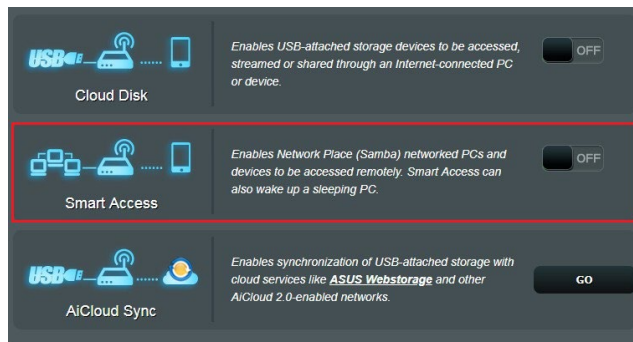 USB
Cloud Disk
Enables USB-attached storage devices to be accessed,
streamed or shared through an Internet-connected PC
or device.
OFF
Smart Access
Enables Network Place (Samba) networked PCs and
devices to be accessed remotely. Smart Access can
also wake up a sleeping PC.
OFF
USB
AiCloud Sync
Enables synchronization of USB-attached storage with
cloud services like ASUS Webstorage and other
AiCloud 2.0-enabled networks.
GO